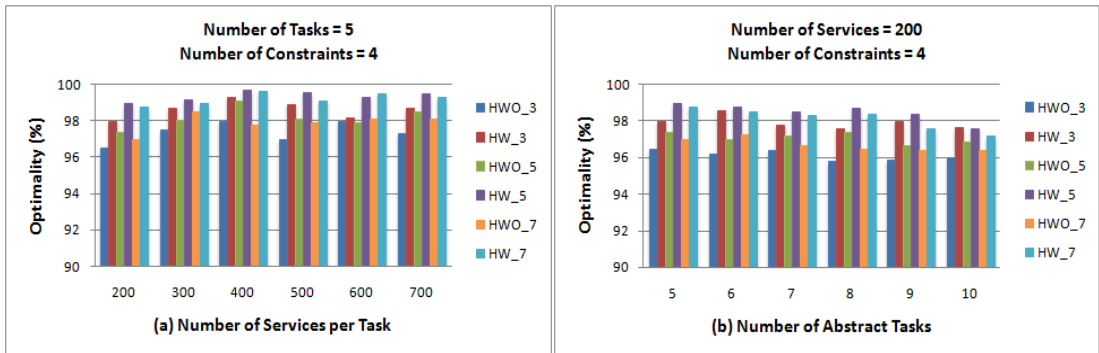 Number of Tasks = 5
Number of Constraints = 4
Optimality (%)
100
98
96
94
92
90
200 300 400 500 600 700
(a) Number of Services per Task
HWO_3
HW_3
HWO_5
HW_5
HWO_7
HW_7
Number of Services = 200
Number of Constraints = 4
Optimality (%)
100
98
96
94
92
90
5 6 7 8 9 10
(b) Number of Abstract Tasks
HWO_3
HW_3
HWO_5
HW_5
HWO_7
HW_7